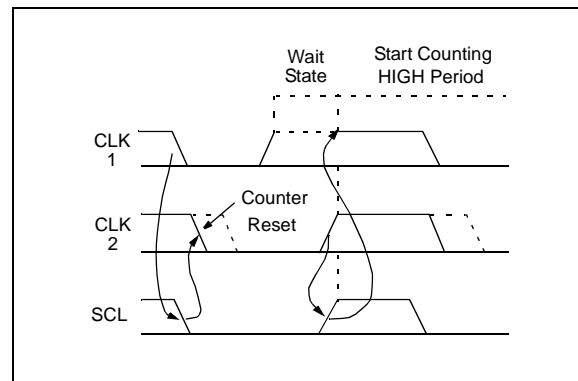 Wait
State
Start Counting
HIGH Period
CLK
1
Counter
Reset
CLK
2
SCL